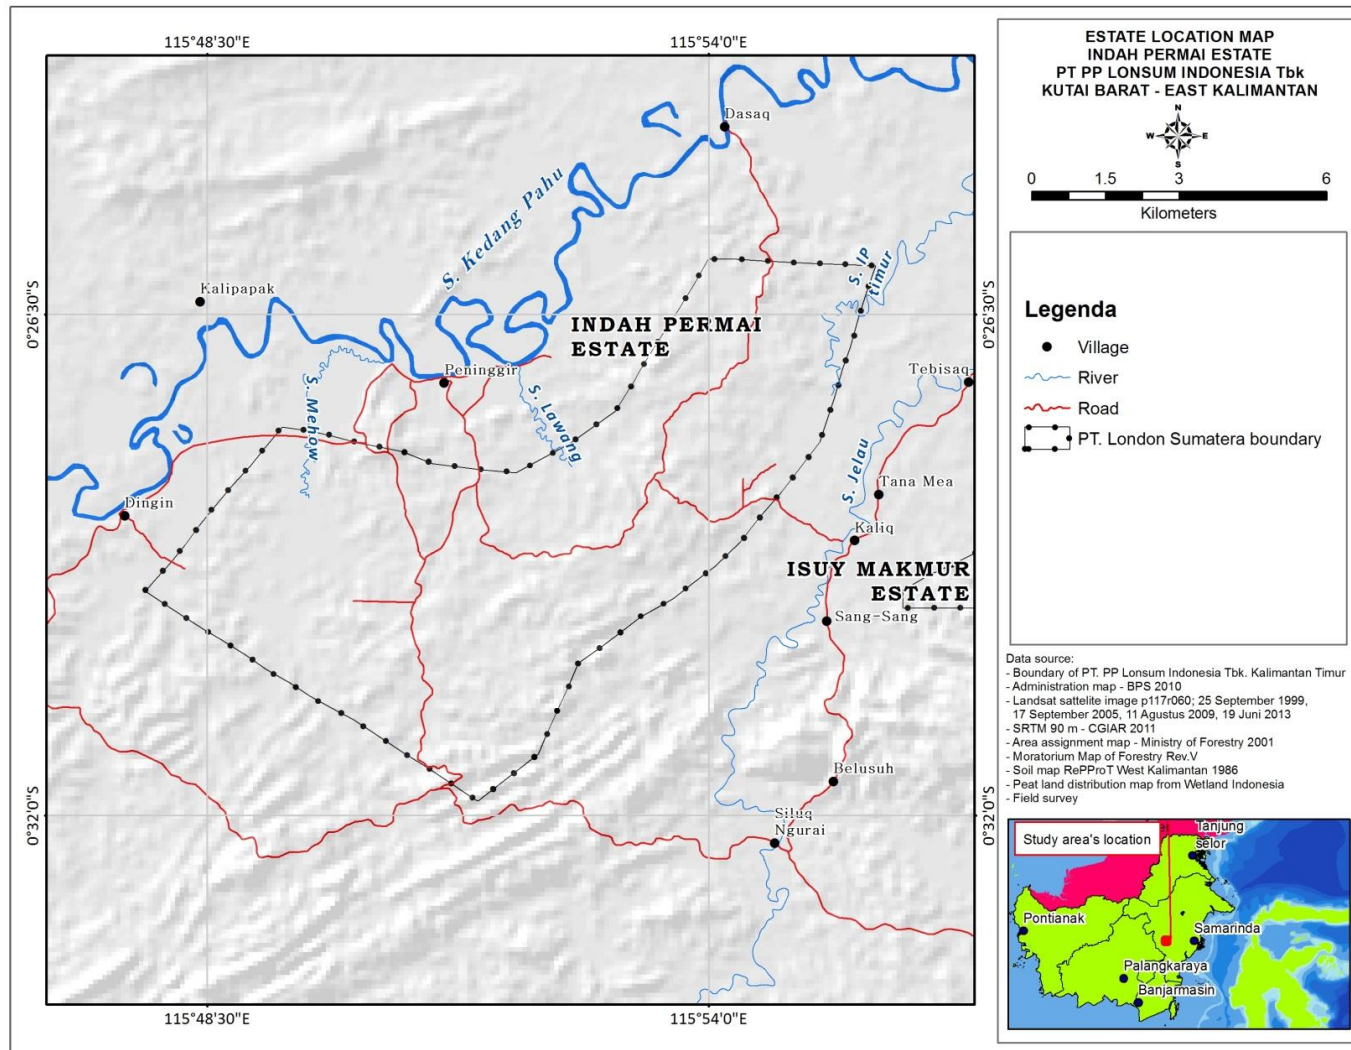 ESTATE LOCATION MAP
INDAH PERMAI ESTATE
PT PP LONSUM INDONESIA Tbk
KUTAI BARAT - EAST KALIMANTAN
N
W E
S
0 1.5 3 6
Kilometers
Legenda
Village
River
Road
PT. London Sumatera boundary
Data source:
- Boundary of PT. PP Lonsum Indonesia Tbk. Kalimantan Timur
- Administration map - BPS 2010
- Landsat sattelite image p117r060; 25 September 1999,
17 September 2005, 11 Agustus 2009, 19 Juni 2013
- SRTM 90 m - CGIAR 2011
- Area assignment map - Ministry of Forestry 2001
- Moratorium Map of Forestry Rev.V
- Soil map RePProT West Kalimantan 1986
- Peat land distribution map from Wetland Indonesia
- Field survey
Study area's location
Tanjung
selor
Pontianak
Samarinda
Palangkaraya
Banjarmasin
115°48'30"E
115°54'0"E
Dasaq
S. Kedang Pahu
S. IP
timur
Kalipapak
0°26'30"S
0°26'30"S
INDAH PERMAI
ESTATE
Peninggir
Tebisaq
S. Mehow
S. Lawang
S. Jelau
Tana Mea
Dingin
Kaliq
ISUY MAKMUR
ESTATE
Sang-Sang
Belusuh
0°32'0"S
0°32'0"S
Siluq
Ngurai
115°48'30"E
115°54'0"E